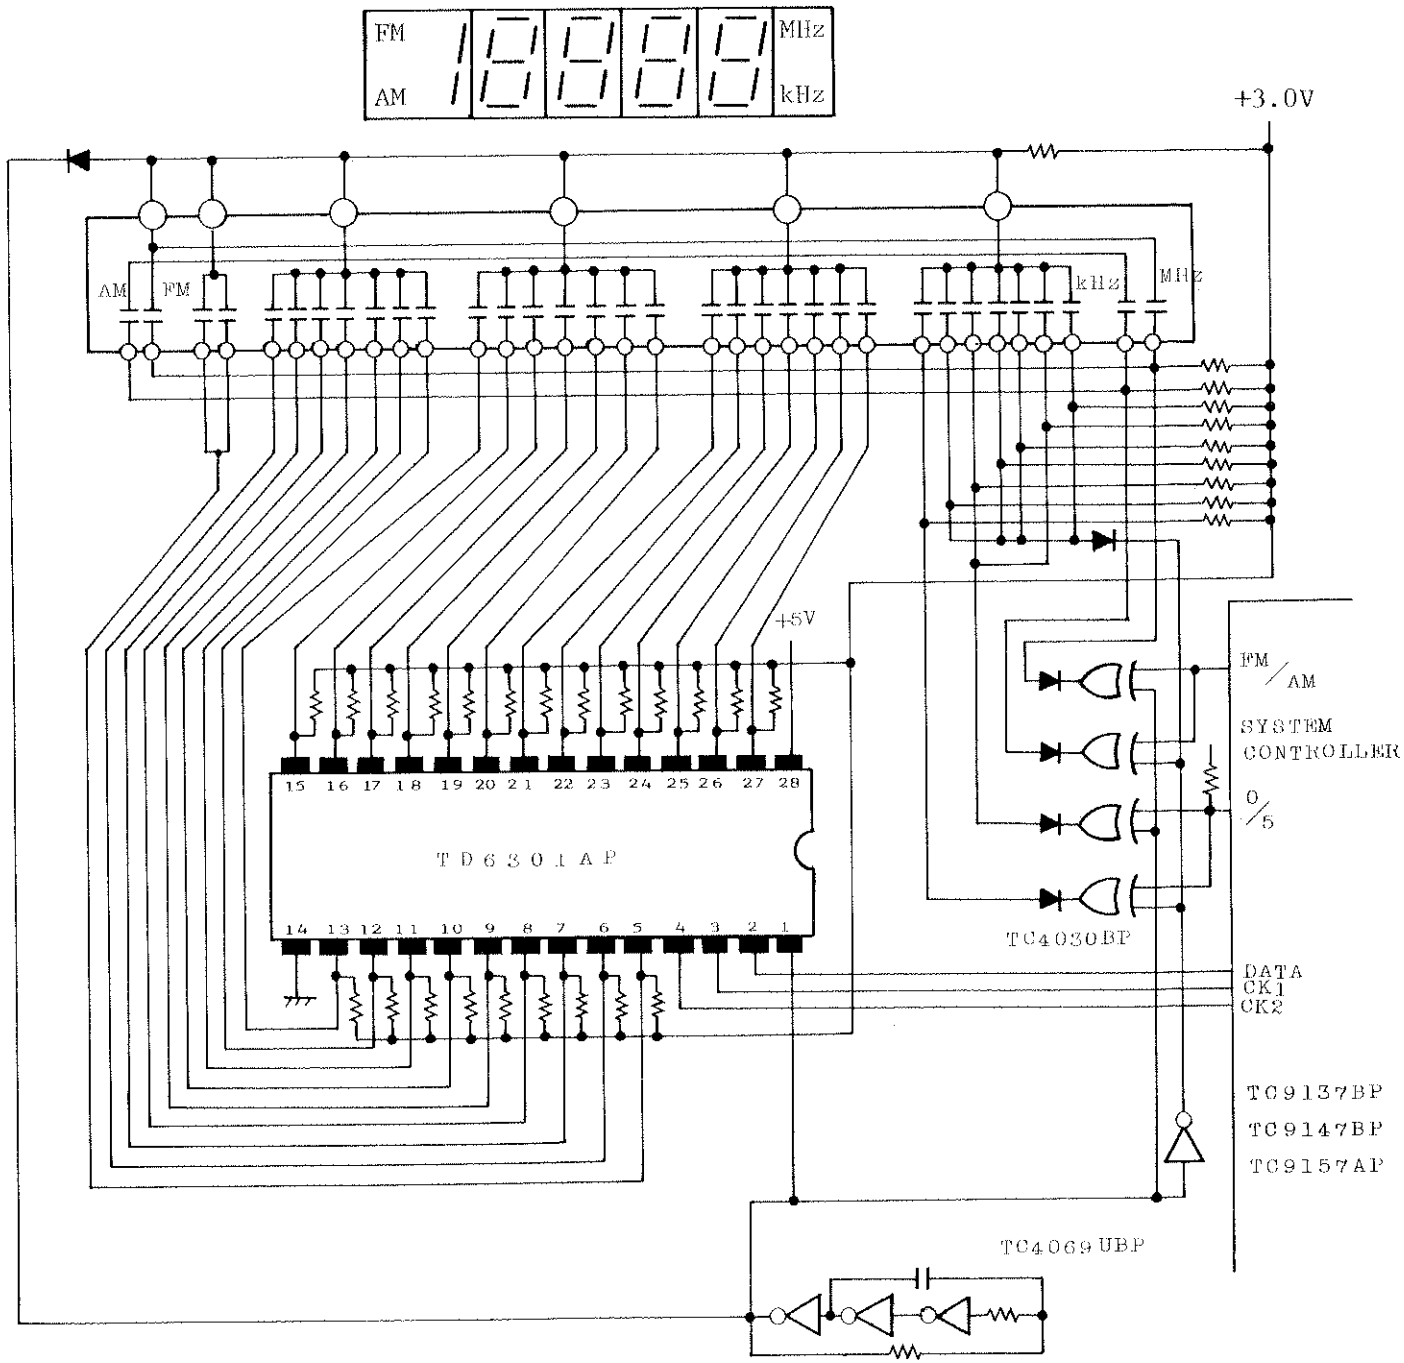 FM
MHz
AM
kHz
+3.0V
AM
FM
kHz
MHz
+5V
FM/AM
SYSTEM
CONTROLLER
0/5
15 16 17 18 19 20 21 22 23 24 25 26 27 28
TD6301AP
14 13 12 11 10 9 8 7 6 5 4 3 2 1
TC4030BP
DATA
CK1
CK2
TC9137BP
TC9147BP
TC9157AP
TC4069UBP